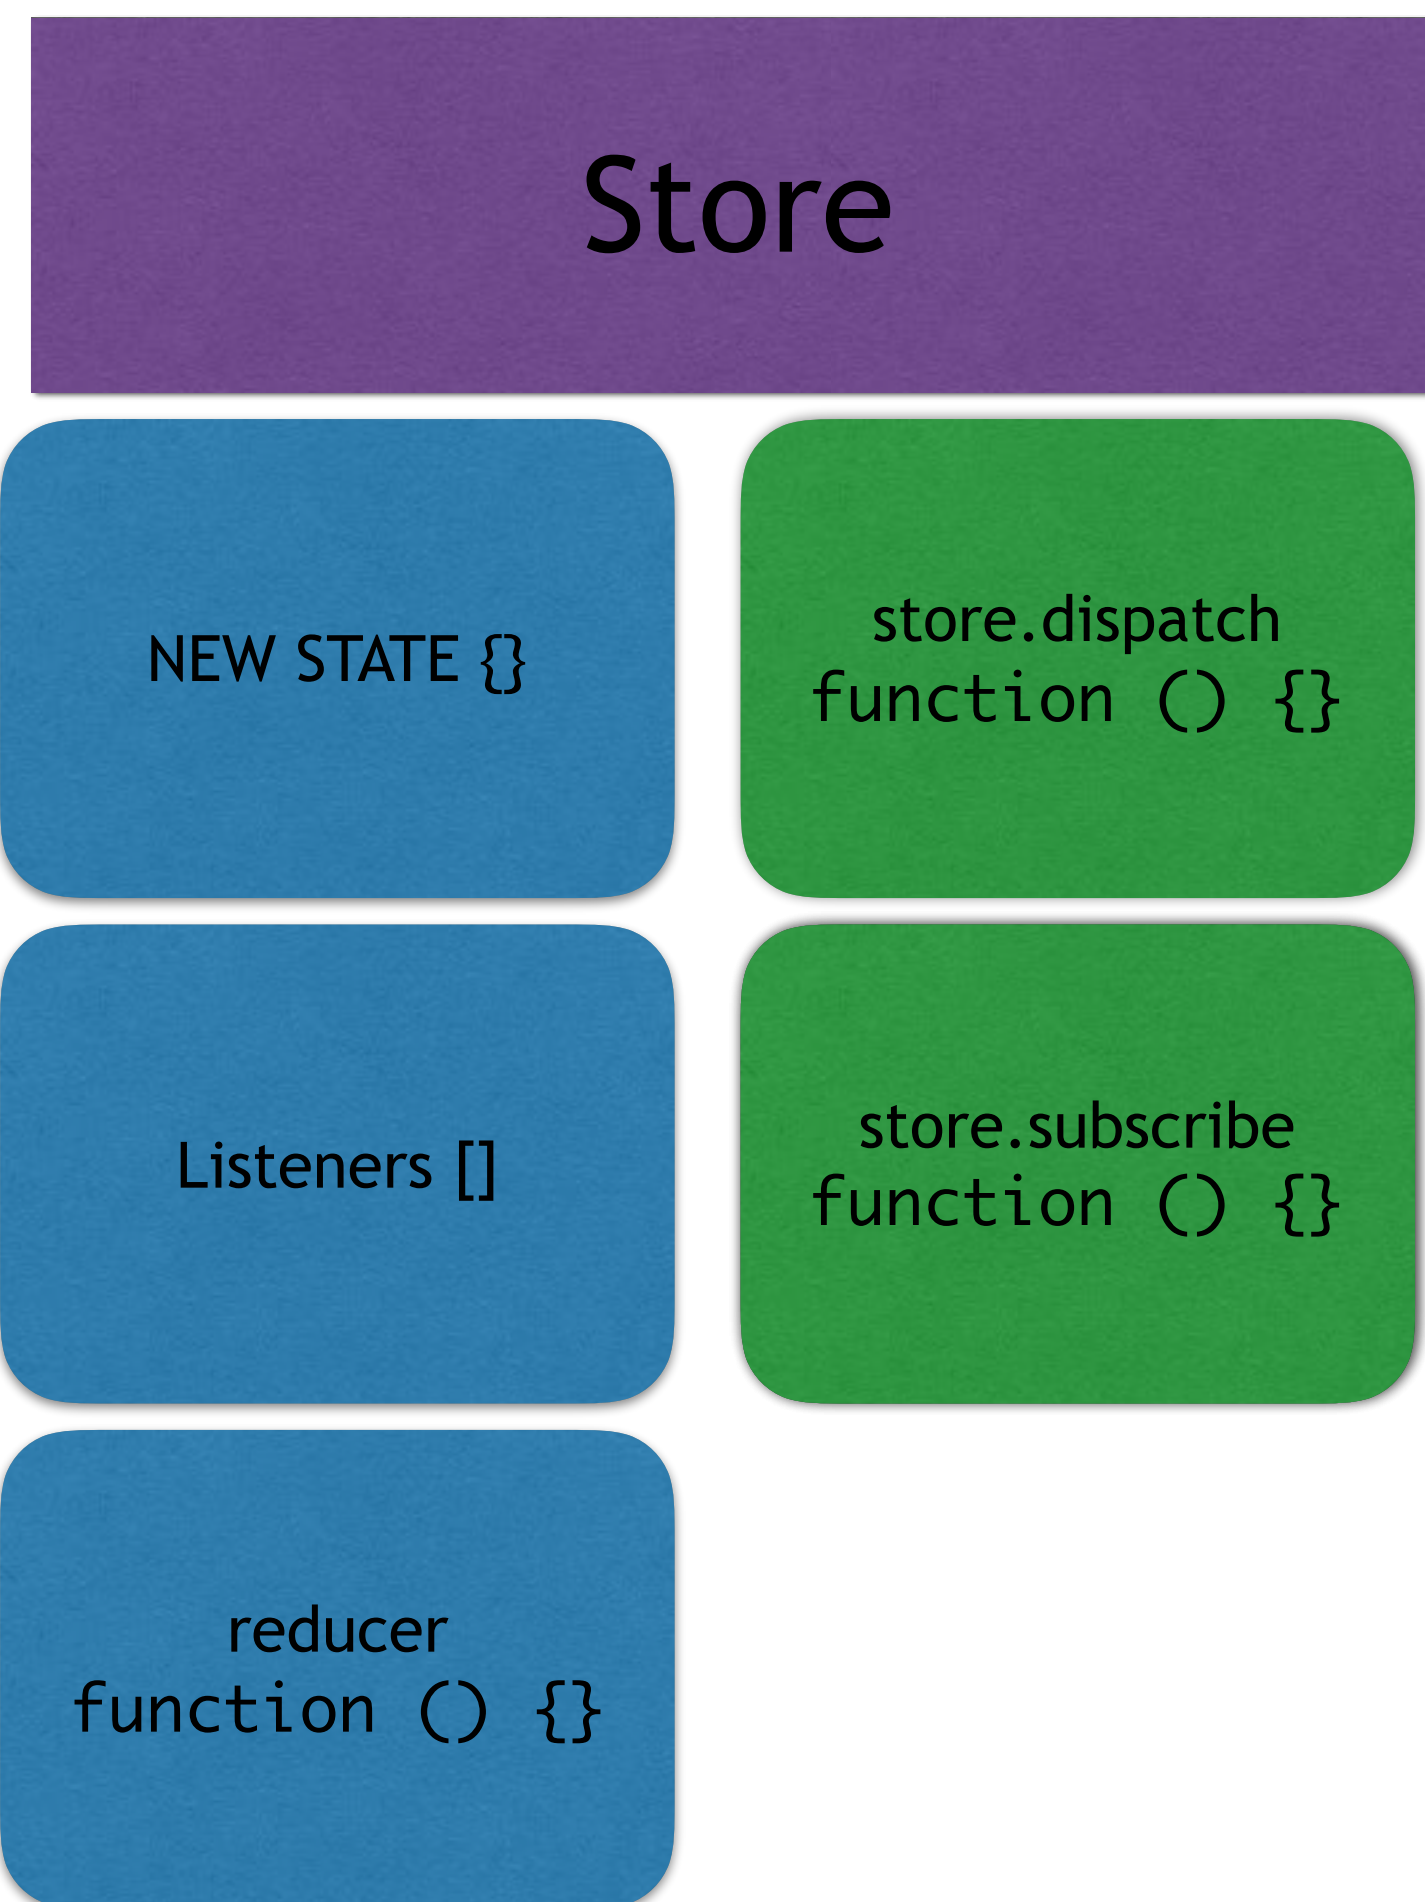 Store
NEW STATE {}
store.dispatch
function () {}
Listeners []
store.subscribe
function () {}
reducer
function () {}